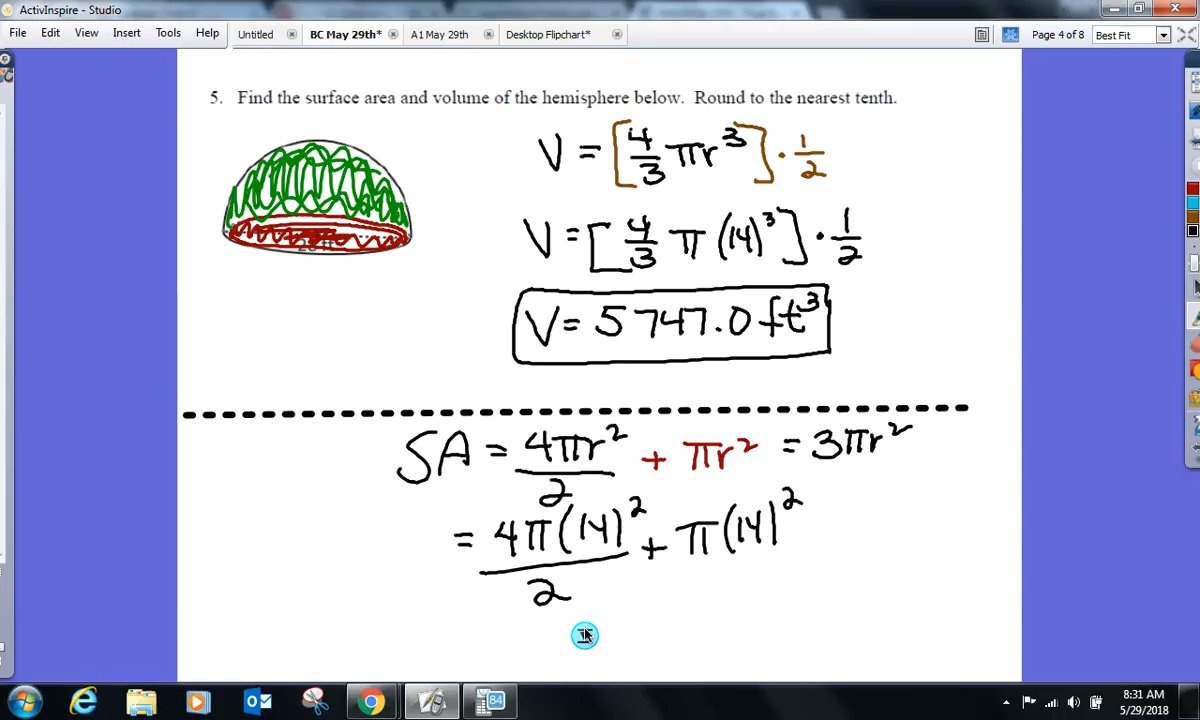 ActivInspire - Studio
File Edit View Insert Tools Help Untitled BC May 29th* A1 May 29th Desktop Flipchart* Page 4 of 8 Best Fit
5. Find the surface area and volume of the hemisphere below. Round to the nearest tenth.
V = [4/3 πr³] · 1/2
V = [4/3 π (14)³] · 1/2
V = 5747.0 ft³
SA = 4πr²/2 + πr² = 3πr²
= 4π(14)²/2 + π(14)²
84
8:31 AM
5/29/2018